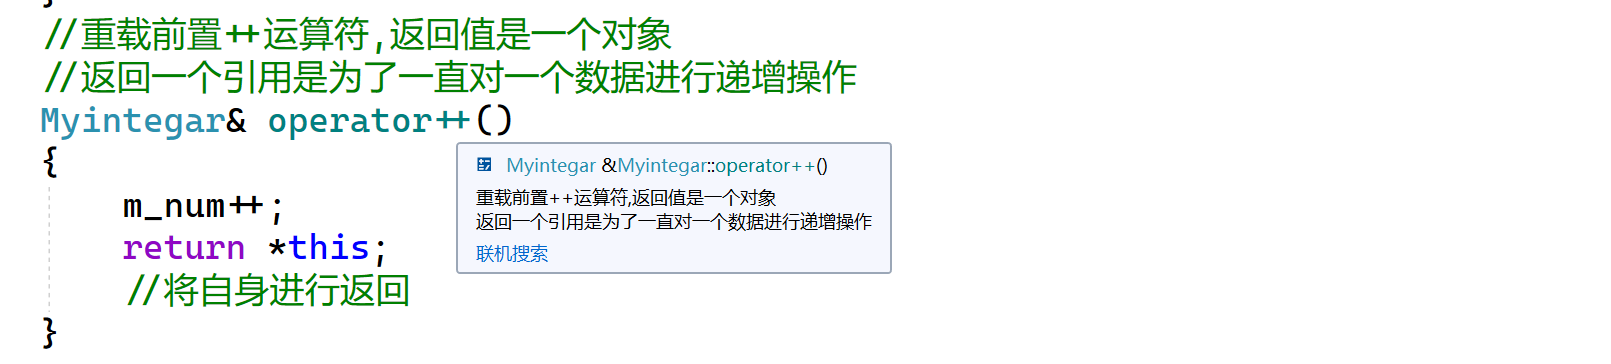 //重载前置++运算符,返回值是一个对象
//返回一个引用是为了一直对一个数据进行递增操作
Myintegar& operator++()
{
Myintegar &Myintegar::operator++()
重载前置++运算符,返回值是一个对象
返回一个引用是为了一直对一个数据进行递增操作
联机搜索
m_num++;
return *this;
//将自身进行返回
}